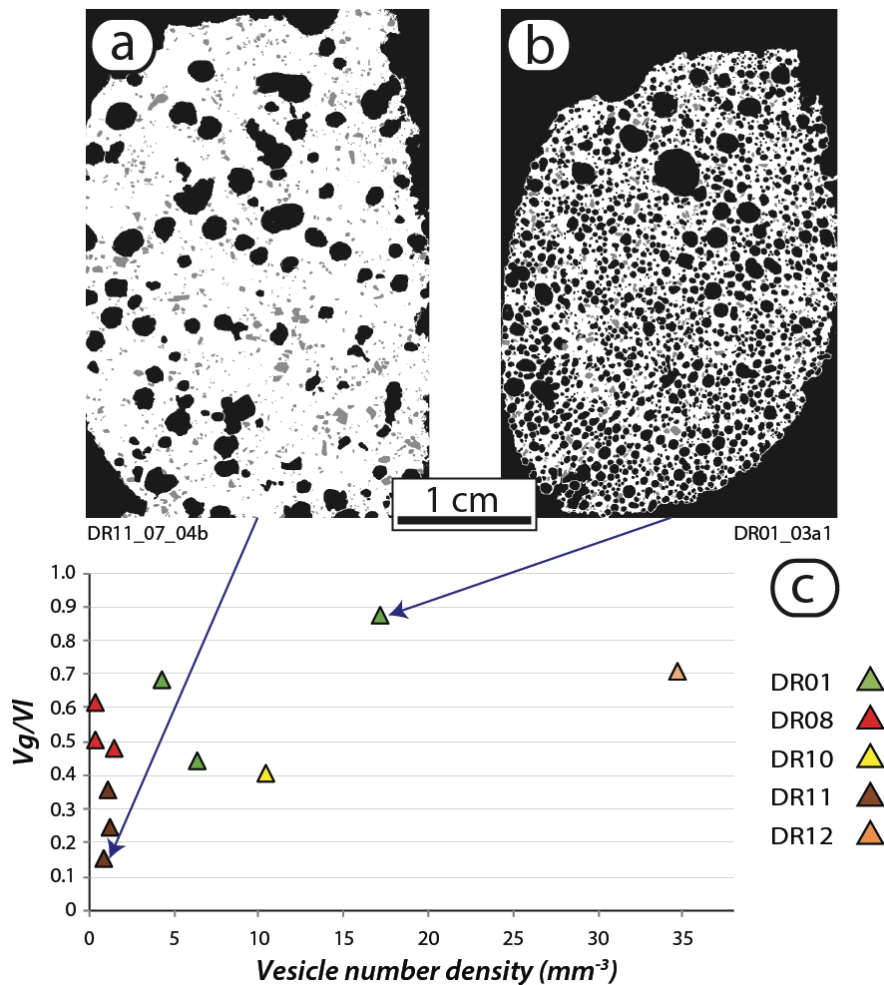 a
b
1 cm
DR11_07_04b
DR01_03a1
c
1.0
0.9
0.8
0.7
0.6
0.5
0.4
0.3
0.2
0.1
0
Vg/Vl
0 5 10 15 20 25 30 35
Vesicle number density (mm⁻³)
DR01
DR08
DR10
DR11
DR12